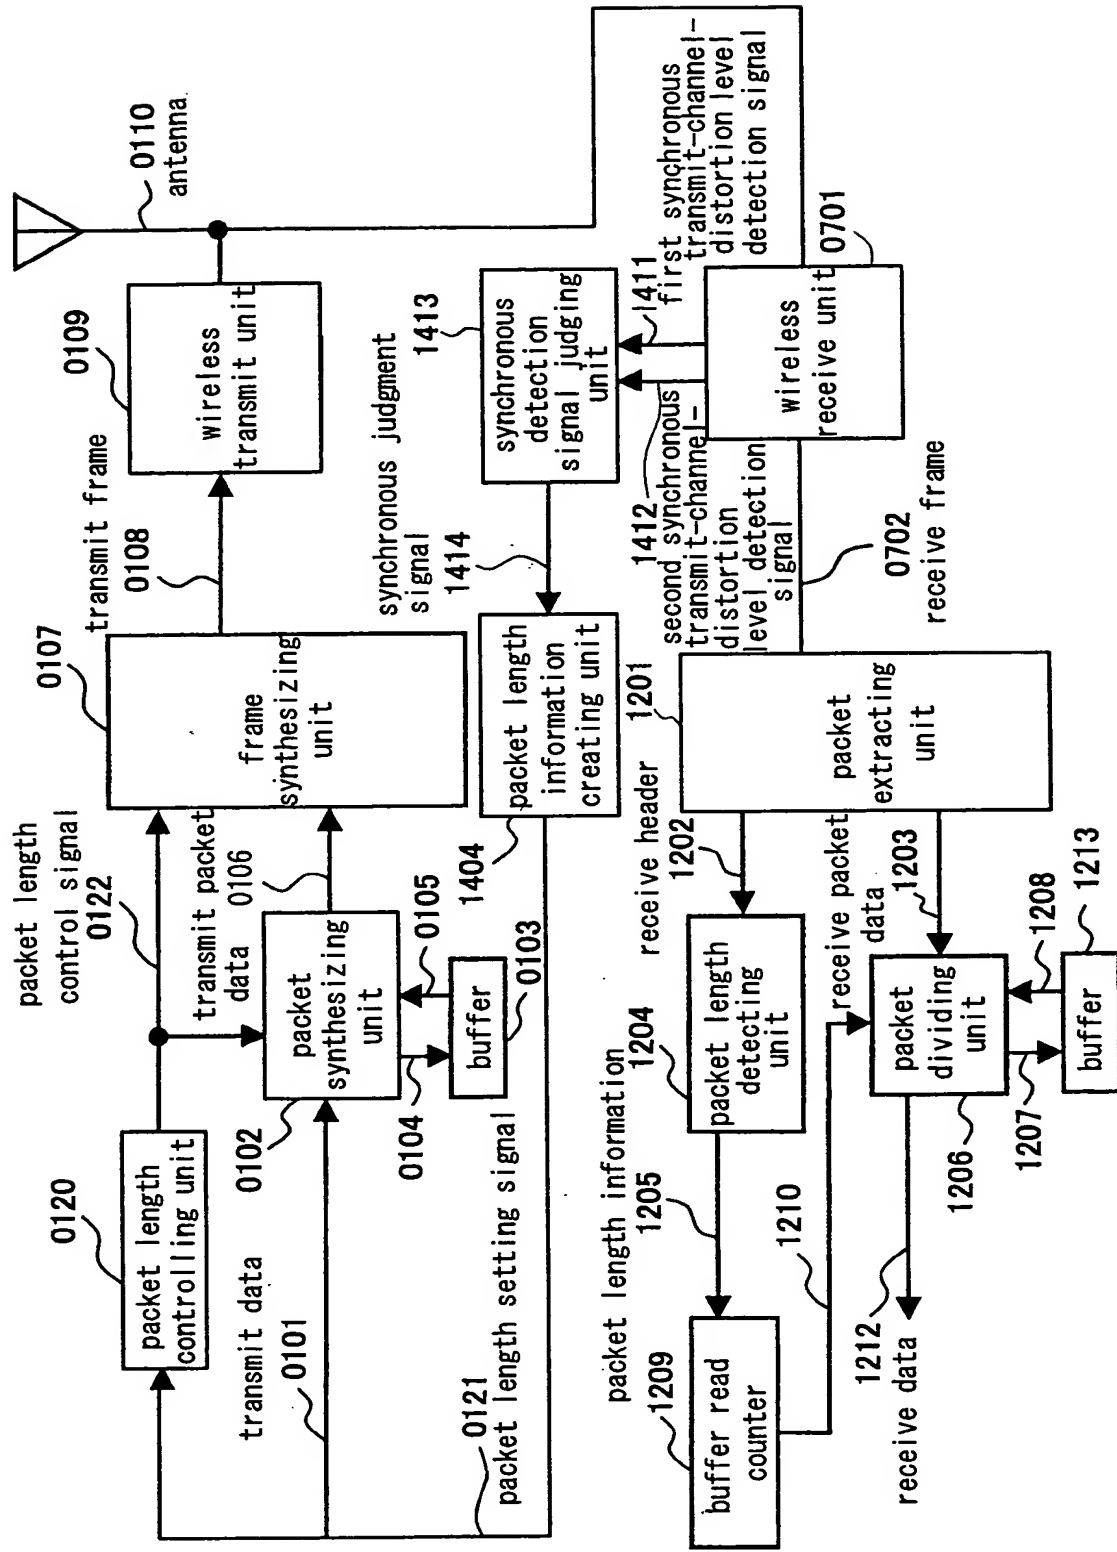 0120
packet length
controlling unit
packet length
control signal
0122
0107
frame
synthesizing
unit
transmit frame
0108
0109
wireless
transmit unit
0110
antenna
transmit data
0101
0102
packet
synthesizing
unit
transmit packet
data
0106
0104
0105
buffer
0103
0121
packet length setting signal
1404
packet length
information
creating unit
synchronous judgment
signal
1414
1413
synchronous
detection
signal judging
unit
1411
first synchronous
transmit-channel-
distortion level
detection signal
1412
second synchronous
transmit-channel-
distortion
level detection
signal
wireless
receive unit
0701
0702
receive frame
1201
packet
extracting
unit
receive header
1202
1204
packet length
detecting
unit
packet length information
1205
1209
buffer read
counter
1210
receive packet
data
1203
packet
dividing
unit
1206
1207
1208
buffer
1213
1212
receive data